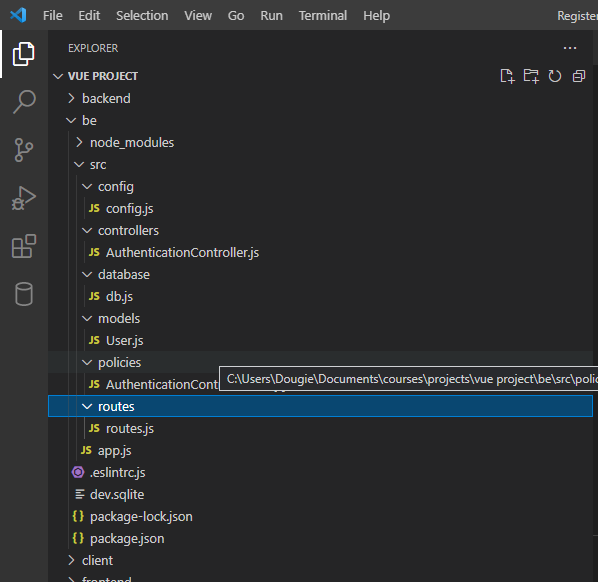 File Edit Selection View Go Run Terminal Help Register
EXPLORER ...
VUE PROJECT
backend
be
node_modules
src
config
JS config.js
controllers
JS AuthenticationController.js
database
JS db.js
models
JS User.js
policies
C:\Users\Dougie\Documents\courses\projects\vue project\be\src\polic
JS AuthenticationCont
routes
JS routes.js
JS app.js
.eslintrc.js
dev.sqlite
{} package-lock.json
{} package.json
client
frontend